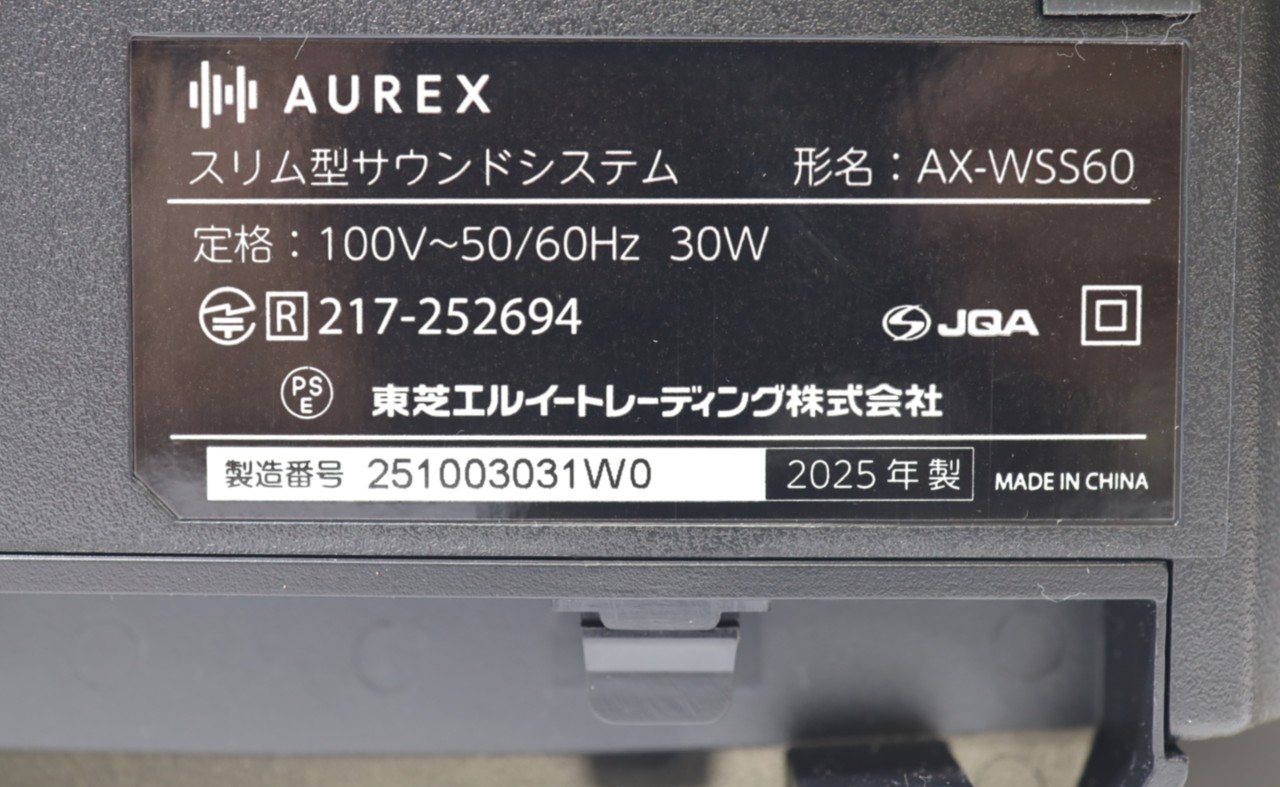 AUREX
スリム型サウンドシステム 形名：AX-WSS60
定格：100V～50/60Hz 30W
R 217-252694 JQA
PSE 東芝エルイートレーディング株式会社
製造番号 251003031W0 2025年製 MADE IN CHINA